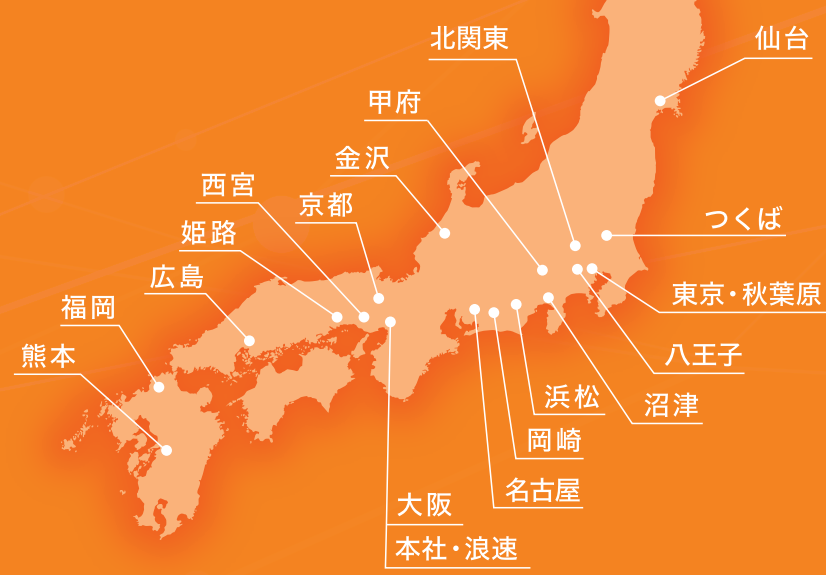 北関東
仙台
甲府
金沢
西宮
京都
つくば
姫路
広島
東京・秋葉原
福岡
熊本
八王子
浜松
沼津
岡崎
名古屋
大阪
本社・浪速